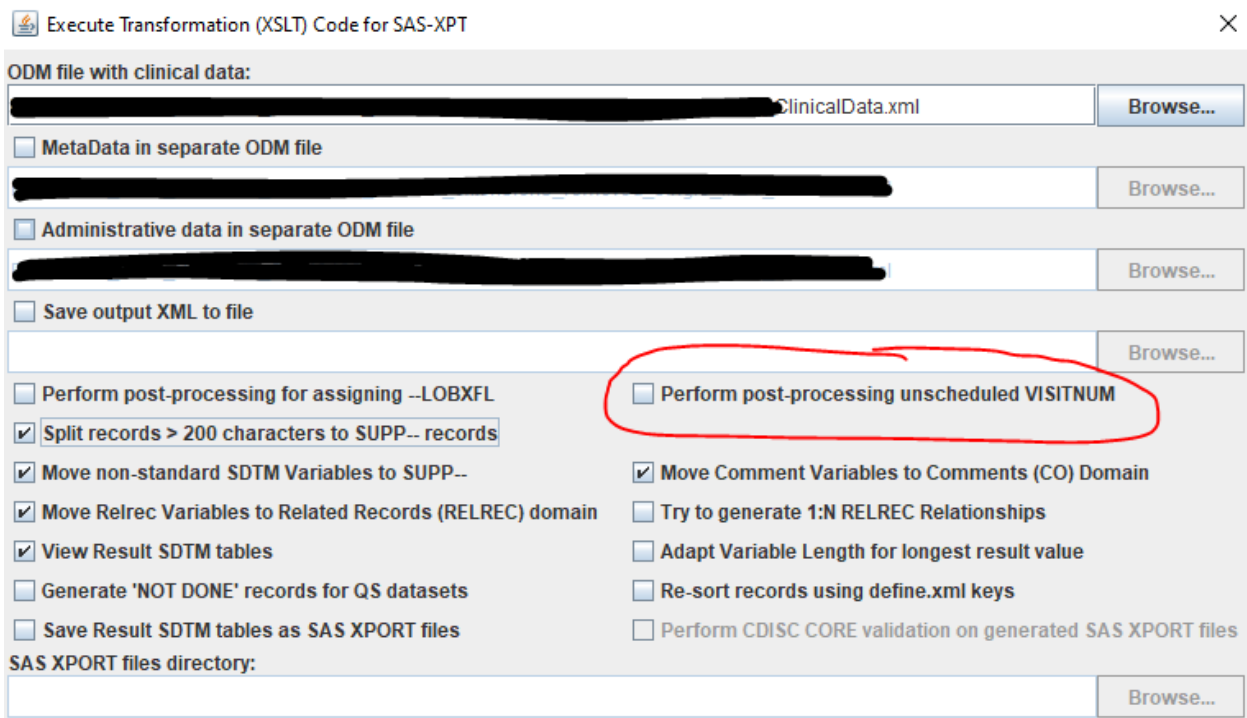 Execute Transformation (XSLT) Code for SAS-XPT
ODM file with clinical data:
ClinicalData.xml Browse...
MetaData in separate ODM file
Browse...
Administrative data in separate ODM file
Browse...
Save output XML to file
Browse...
Perform post-processing for assigning --LOBXFL Perform post-processing unscheduled VISITNUM
Split records > 200 characters to SUPP-- records
Move non-standard SDTM Variables to SUPP-- Move Comment Variables to Comments (CO) Domain
Move Relrec Variables to Related Records (RELREC) domain Try to generate 1:N RELREC Relationships
View Result SDTM tables Adapt Variable Length for longest result value
Generate 'NOT DONE' records for QS datasets Re-sort records using define.xml keys
Save Result SDTM tables as SAS XPORT files Perform CDISC CORE validation on generated SAS XPORT files
SAS XPORT files directory:
Browse...